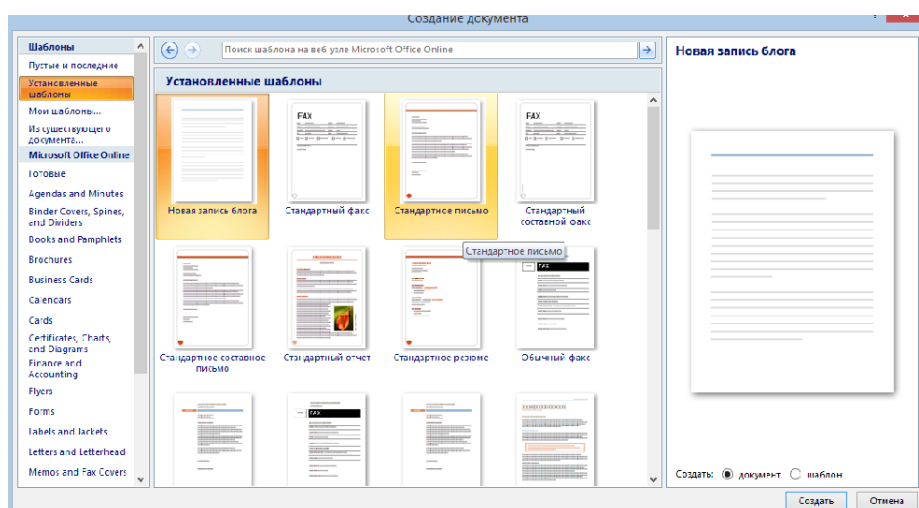 Создание документа
?
Шаблоны
Пустые и последние
Установленные
шаблоны
Мои шаблоны...
Из существующего
документа...
Microsoft Office Online
Готовые
Agendas and Minutes
Binder Covers, Spines,
and Dividers
Books and Pamphlets
Brochures
Business Cards
Calendars
Cards
Certificates, Charts,
and Diagrams
Finance and
Accounting
Flyers
Forms
Labels and Jackets
Letters and Letterhead
Memos and Fax Covers
Поиск шаблона на веб узле Microsoft Office Online
Установленные шаблоны
FAX
FAX
Новая запись блога
Стандартный факс
Стандартное письмо
Стандартный
составной факс
Стандартное письмо
FAX
Стандартное составное
письмо
Стандартный отчет
Стандартное резюме
Обычный факс
FAX
Новая запись блога
Создать: документ шаблон
Создать
Отмена